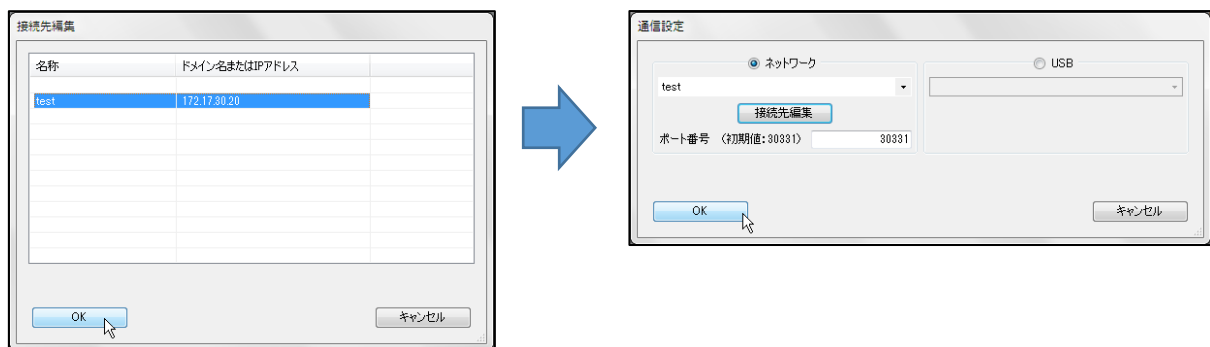 接続先編集
名称 ドメイン名またはIPアドレス
test 172.17.30.20
OK キャンセル
通信設定
ネットワーク USB
test
接続先編集
ポート番号 (初期値:30331) 30331
OK キャンセル